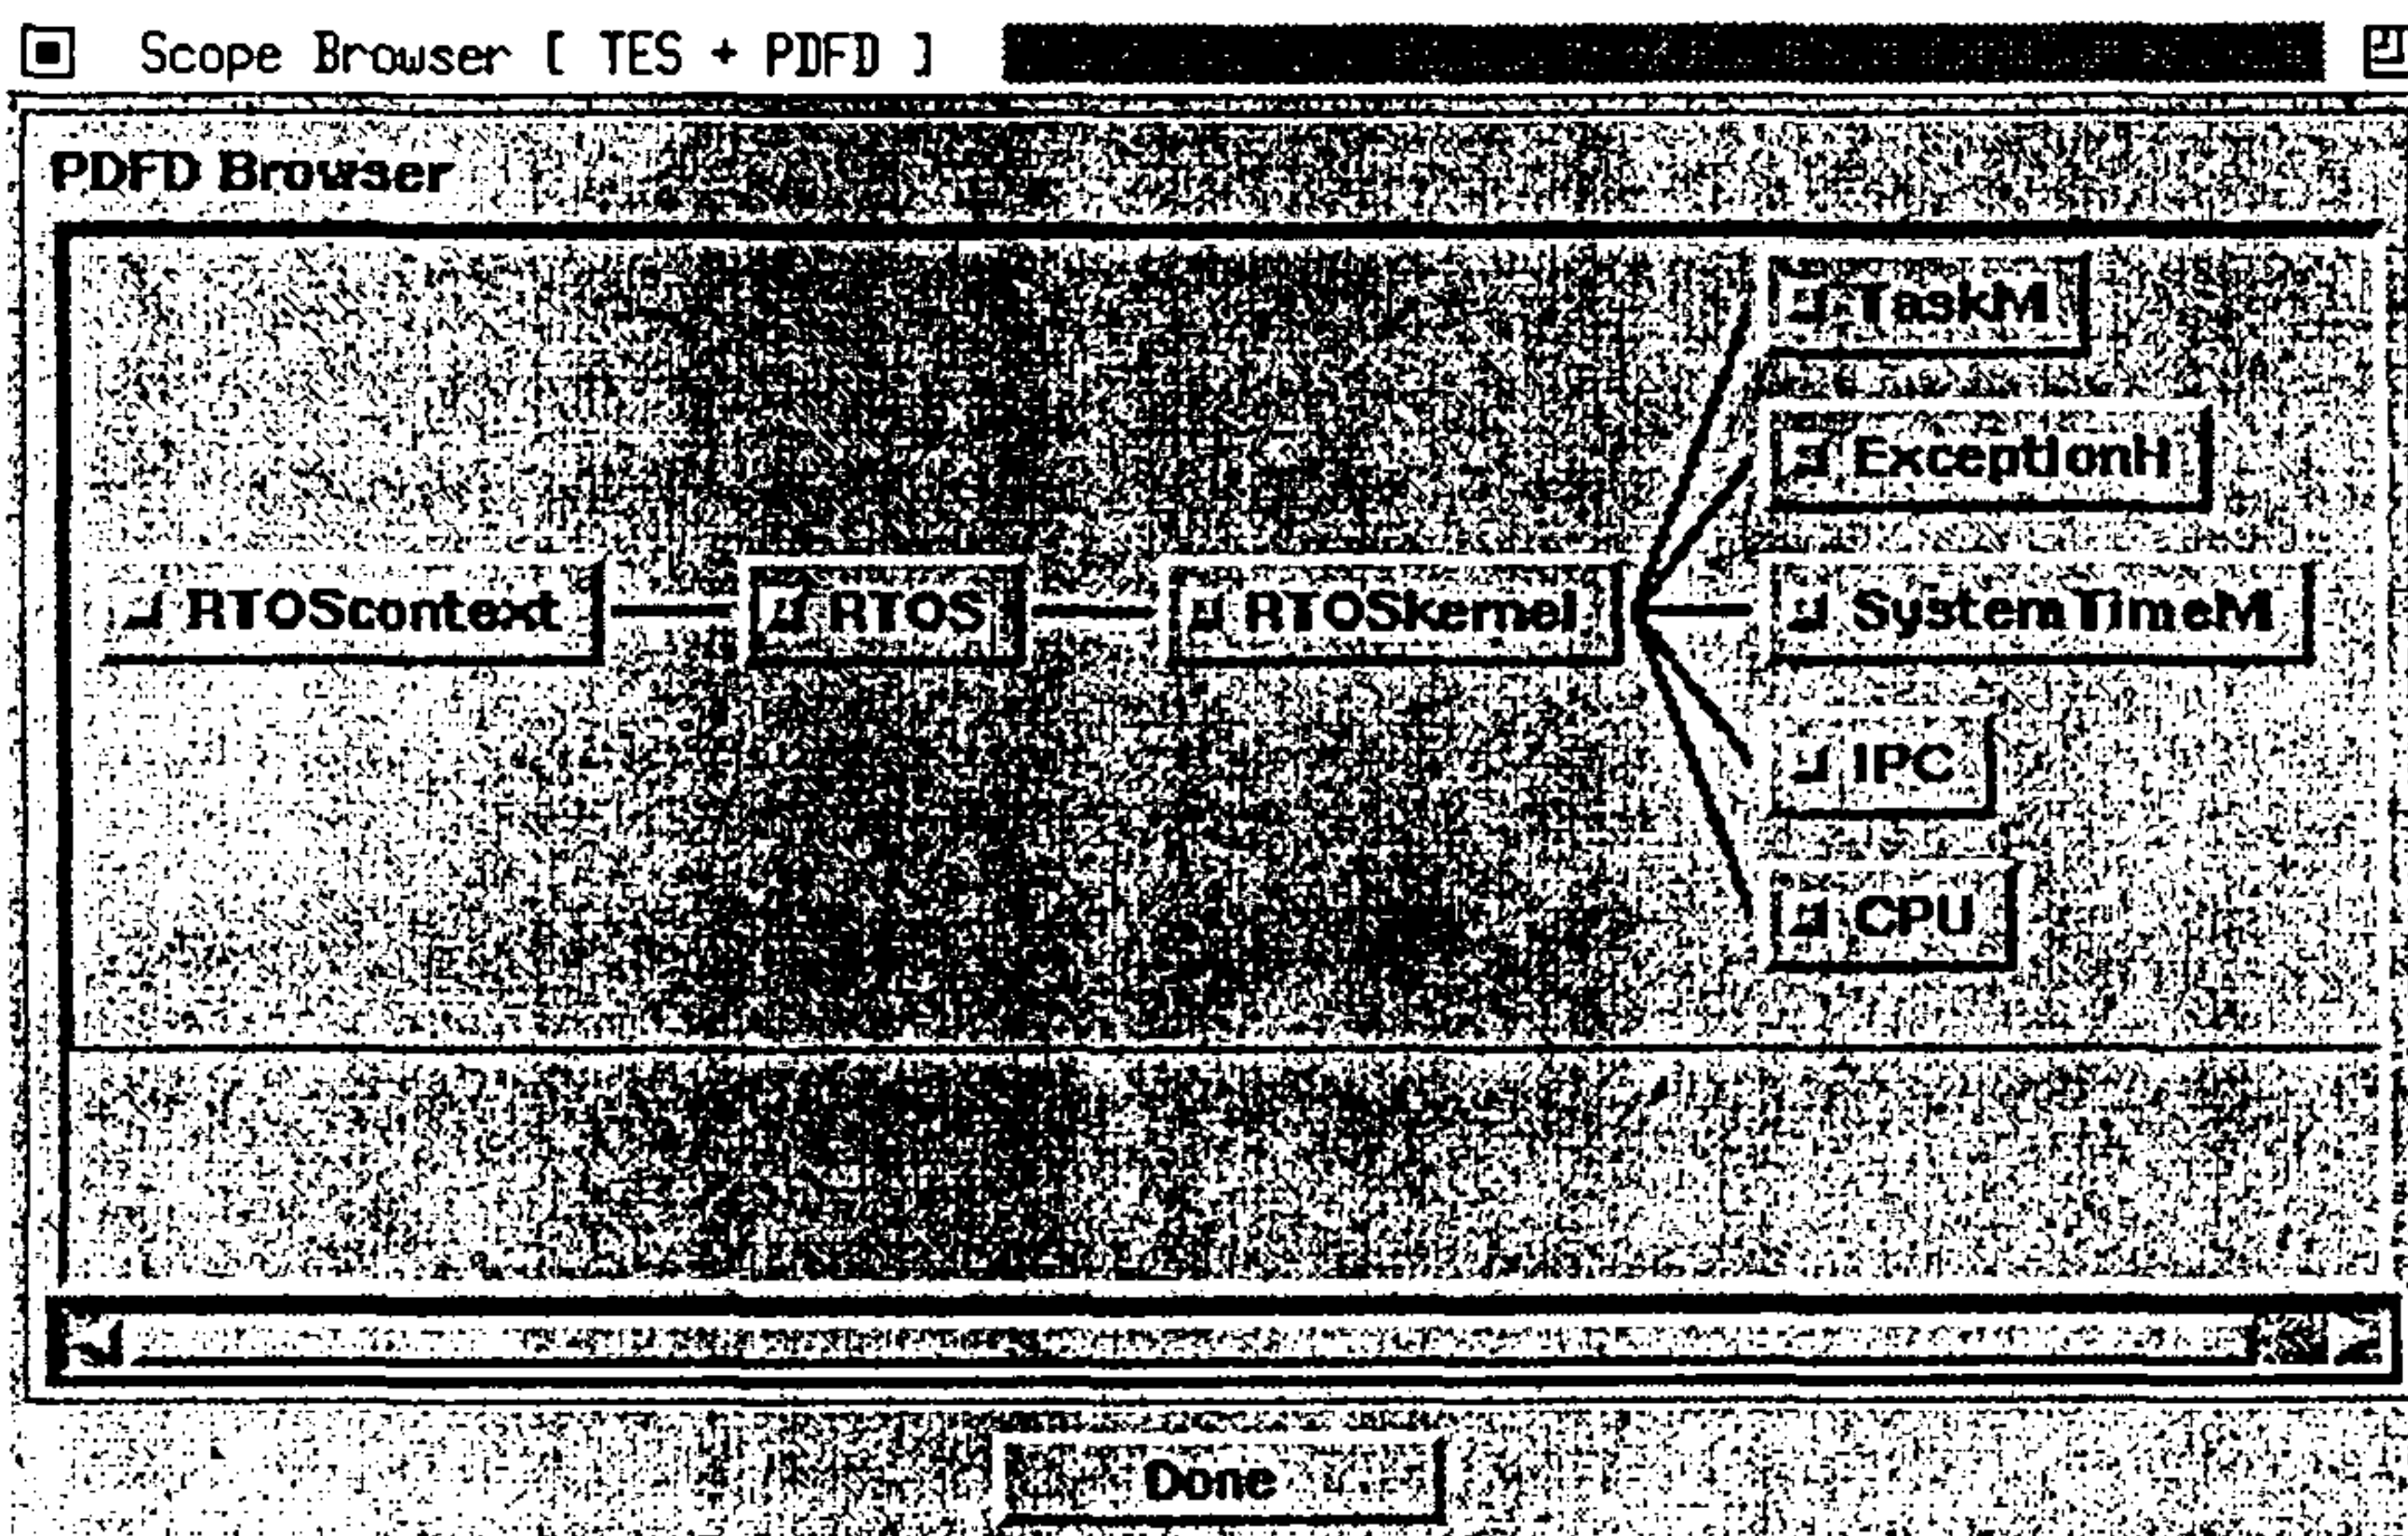 Scope Browser [ TES + PDFD ]
PDFD Browser
TaskM
ExceptionH
RTOScontext RTOS RTOSkernel SystemTimeM
IPC
CPU
Done